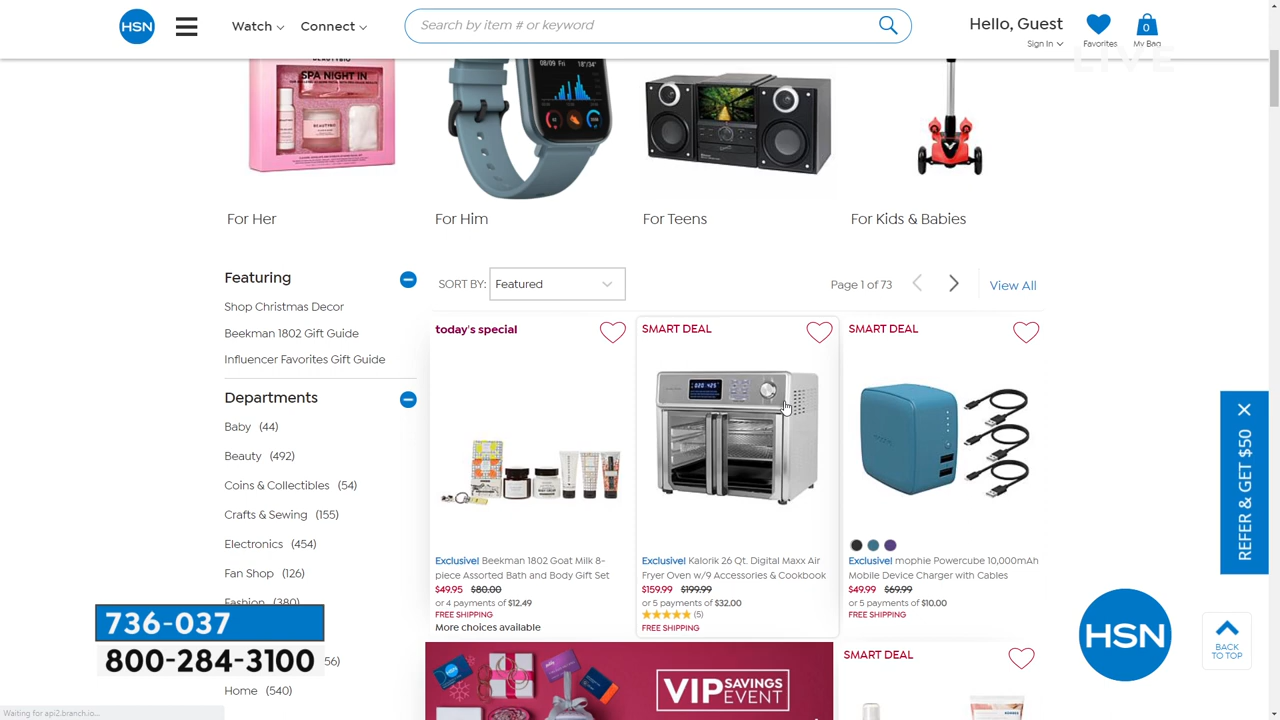 HSN
Watch
Connect
Search by item # or keyword
Hello, Guest
Sign In
Favorites
0
My Bag
LIVE
SPA NIGHT IN
BEAUTYBIO
For Her
For Him
For Teens
For Kids & Babies
Featuring
Shop Christmas Decor
Beekman 1802 Gift Guide
Influencer Favorites Gift Guide
SORT BY:
Featured
Page 1 of 73
View All
Departments
Baby (44)
Beauty (492)
Coins & Collectibles (54)
Crafts & Sewing (155)
Electronics (454)
Fan Shop (126)
Fashion (380)
56)
Home (540)
today's special
Exclusive! Beekman 1802 Goat Milk 8-
piece Assorted Bath and Body Gift Set
$49.95 $80.00
or 4 payments of $12.49
FREE SHIPPING
More choices available
SMART DEAL
Exclusive! Kalorik 26 Qt. Digital Maxx Air
Fryer Oven w/9 Accessories & Cookbook
$159.99 $199.99
or 5 payments of $32.00
(5)
FREE SHIPPING
SMART DEAL
Exclusive! mophie Powercube 10,000mAh
Mobile Device Charger with Cables
$49.99 $69.99
or 5 payments of $10.00
FREE SHIPPING
VIP SAVINGS
EVENT
SMART DEAL
REFER & GET $50
HSN
BACK
TO TOP
736-037
800-284-3100
Waiting for api2.branch.io...